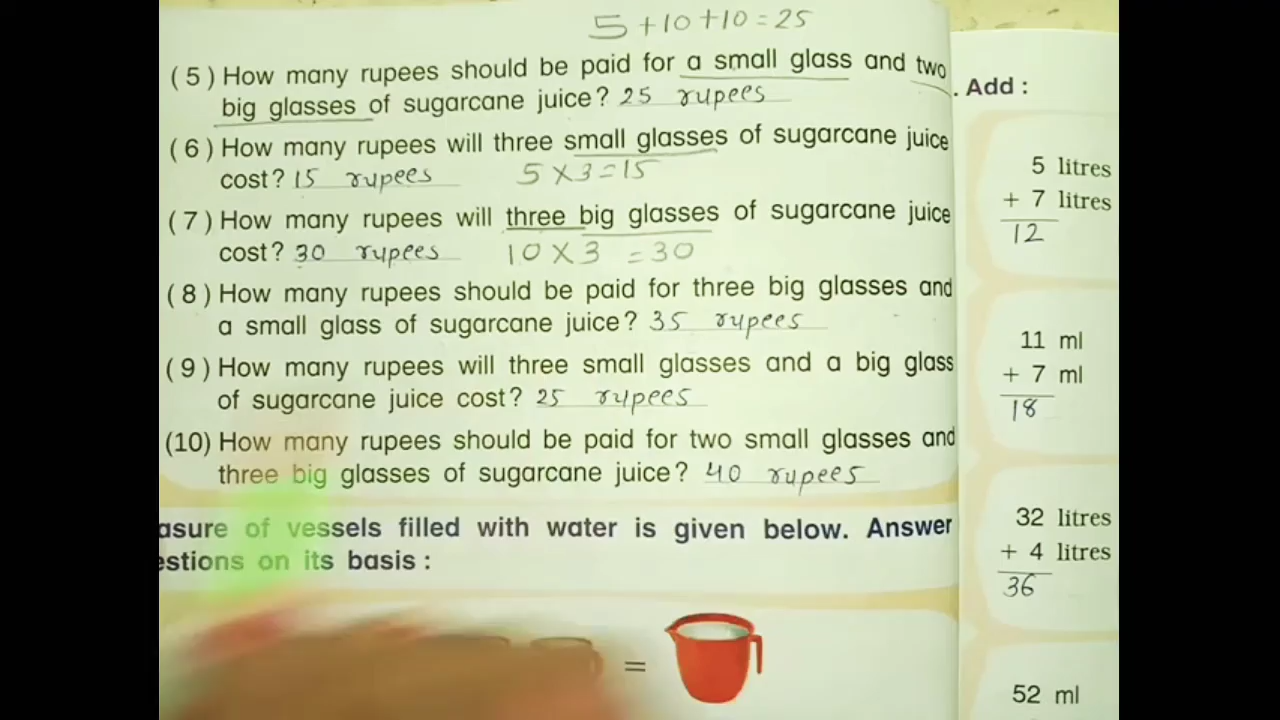 5 + 10 + 10 = 25
(5) How many rupees should be paid for a small glass and two
big glasses of sugarcane juice? 25 rupees
(6) How many rupees will three small glasses of sugarcane juice
cost? 15 rupees 5 × 3 = 15
(7) How many rupees will three big glasses of sugarcane juice
cost? 30 rupees 10 × 3 = 30
(8) How many rupees should be paid for three big glasses and
a small glass of sugarcane juice? 35 rupees
(9) How many rupees will three small glasses and a big glass
of sugarcane juice cost? 25 rupees
(10) How many rupees should be paid for two small glasses and
three big glasses of sugarcane juice? 40 rupees
asure of vessels filled with water is given below. Answer
estions on its basis :
=
. Add :
5 litres
+ 7 litres
12
11 ml
+ 7 ml
18
32 litres
+ 4 litres
36
52 ml